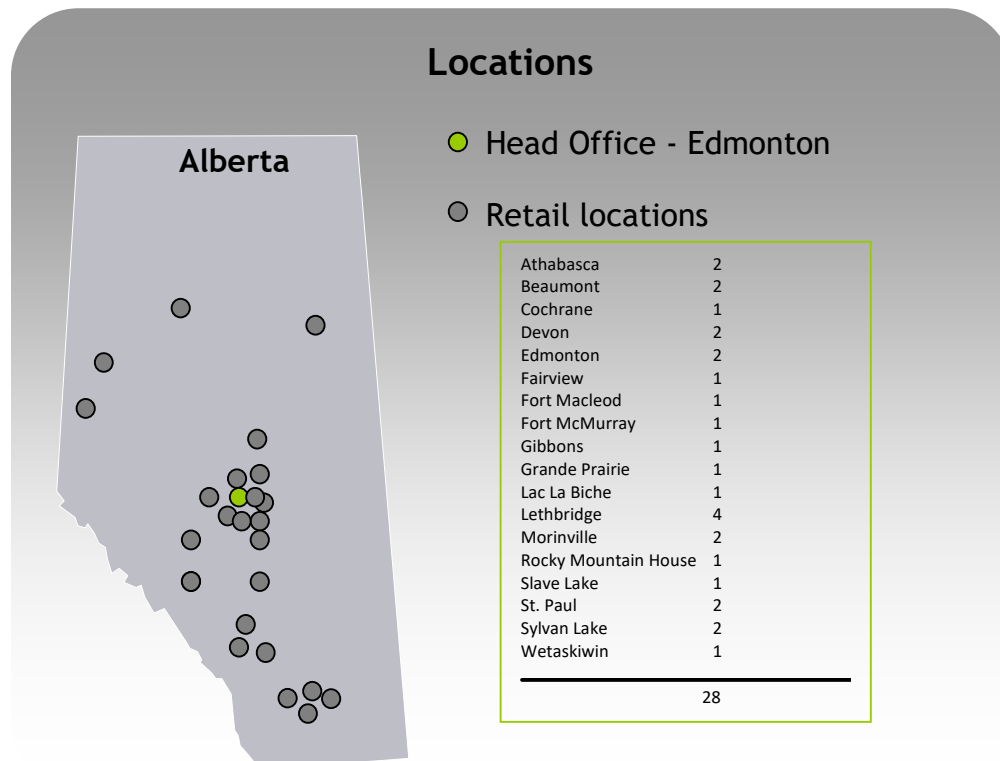 Locations
Alberta
Head Office - Edmonton
Retail locations
Athabasca 2
Beaumont 2
Cochrane 1
Devon 2
Edmonton 2
Fairview 1
Fort Macleod 1
Fort McMurray 1
Gibbons 1
Grande Prairie 1
Lac La Biche 1
Lethbridge 4
Morinville 2
Rocky Mountain House 1
Slave Lake 1
St. Paul 2
Sylvan Lake 2
Wetaskiwin 1
28